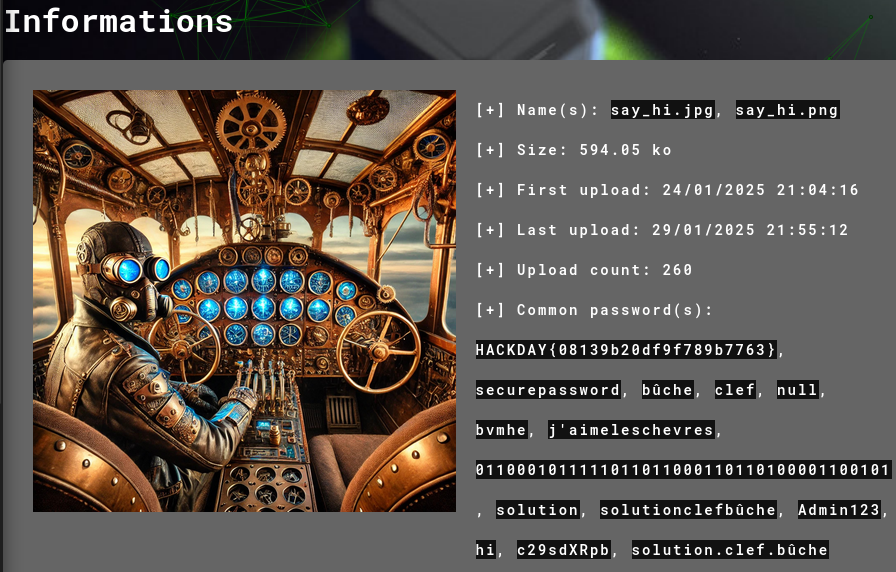 Informations
[+] Name(s): say_hi.jpg, say_hi.png
[+] Size: 594.05 ko
[+] First upload: 24/01/2025 21:04:16
[+] Last upload: 29/01/2025 21:55:12
[+] Upload count: 260
[+] Common password(s):
HACKDAY{08139b20df9f789b7763},
securepassword, bûche, clef, null,
bvmhe, j'aimeleschevres,
0110001011111011011000110110100001100101
, solution, solutionclefbûche, Admin123,
hi, c29sdXRpb, solution.clef.bûche